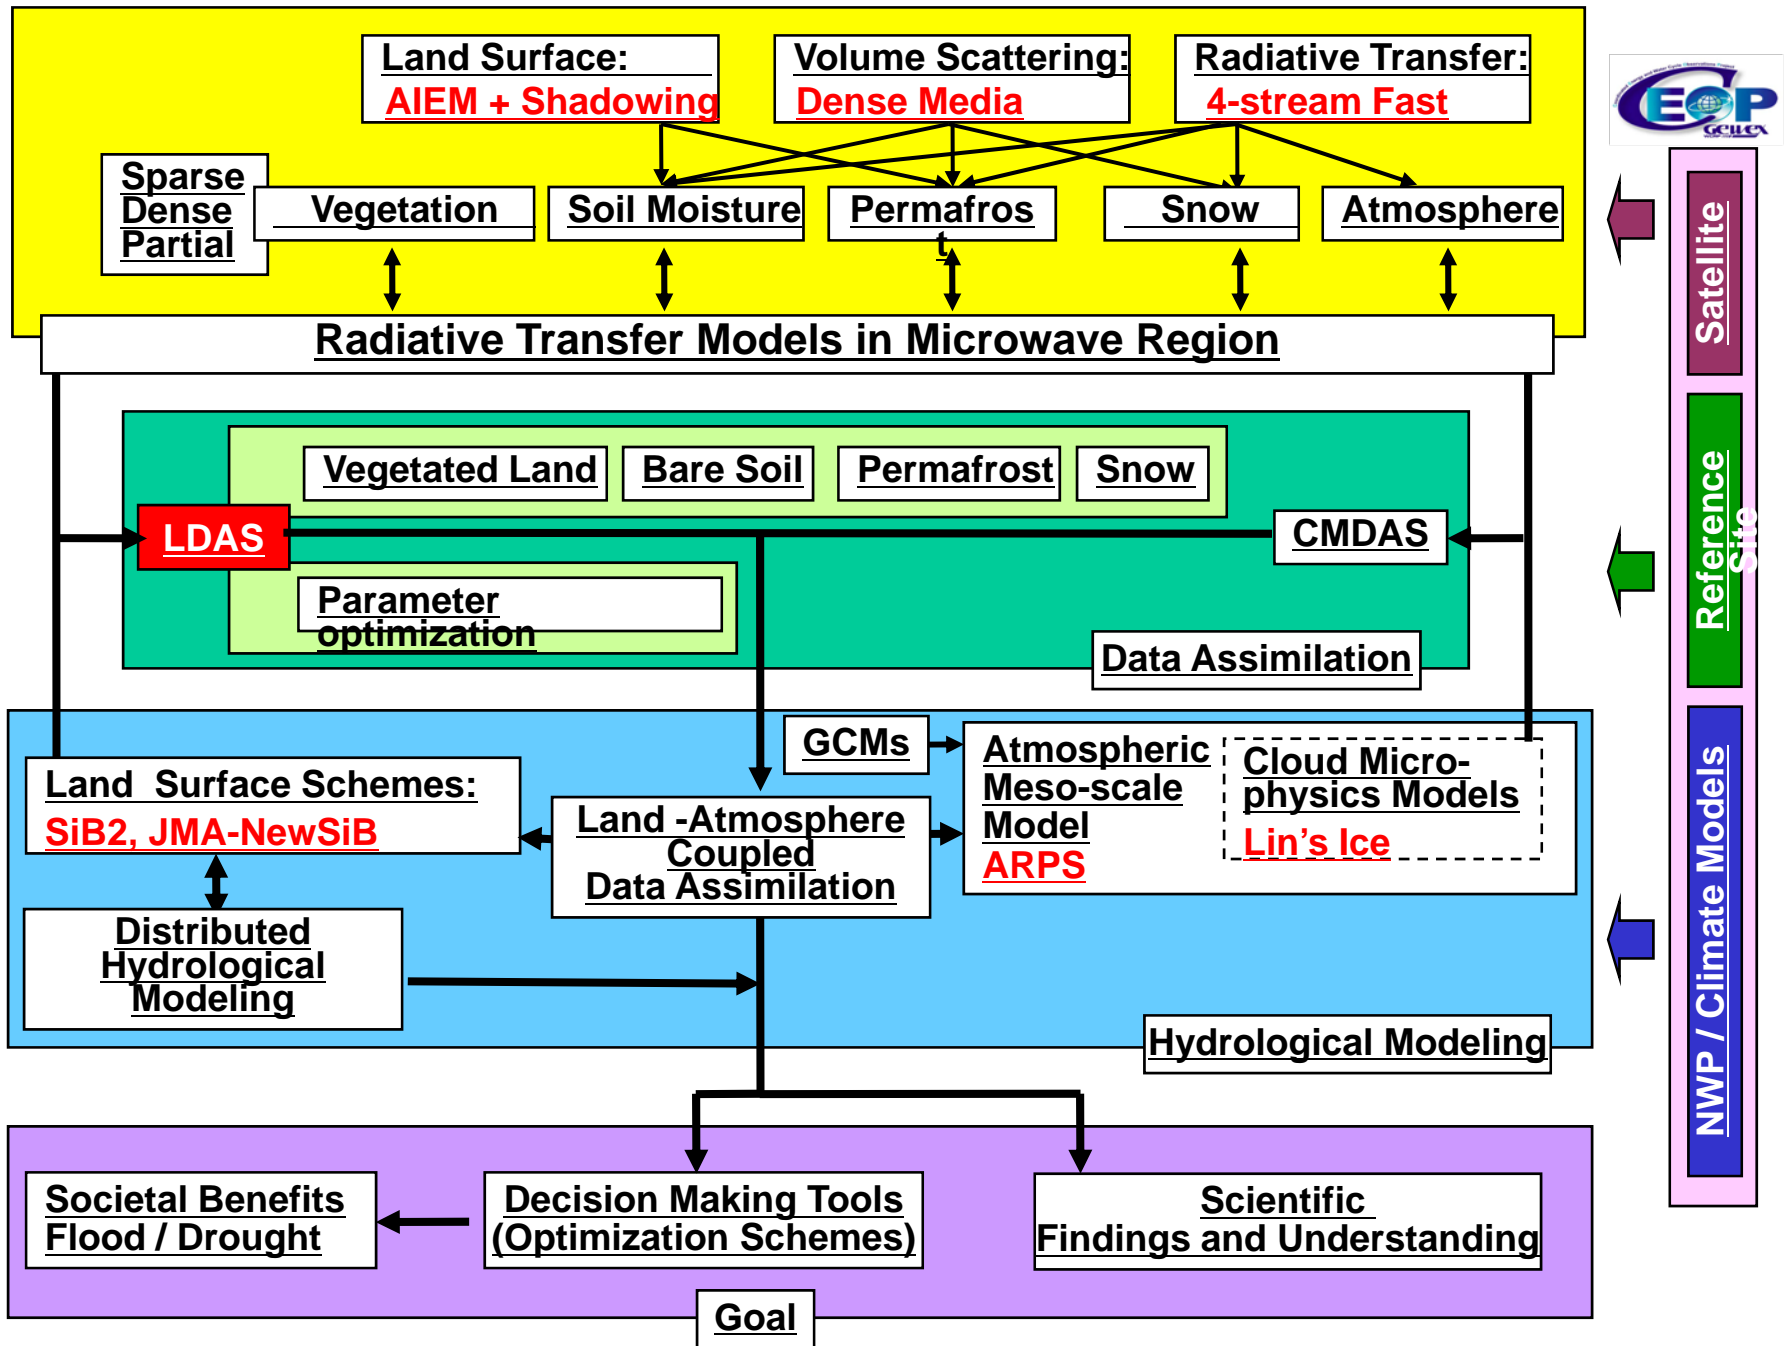 Land Surface:
AIEM + Shadowing
Volume Scattering:
Dense Media
Radiative Transfer:
4-stream Fast
CEOP
GEWEX
Sparse
Dense
Partial
Vegetation
Soil Moisture
Permafros
t
Snow
Atmosphere
Radiative Transfer Models in Microwave Region
Vegetated Land
Bare Soil
Permafrost
Snow
LDAS
CMDAS
Parameter
optimization
Data Assimilation
GCMs
Atmospheric
Meso-scale
Model
ARPS
Cloud Micro-
physics Models
Lin’s Ice
Land Surface Schemes:
SiB2, JMA-NewSiB
Land -Atmosphere
Coupled
Data Assimilation
Distributed
Hydrological
Modeling
Hydrological Modeling
Societal Benefits
Flood / Drought
Decision Making Tools
(Optimization Schemes)
Scientific
Findings and Understanding
Goal
Satellite
Reference
Site
NWP / Climate Models